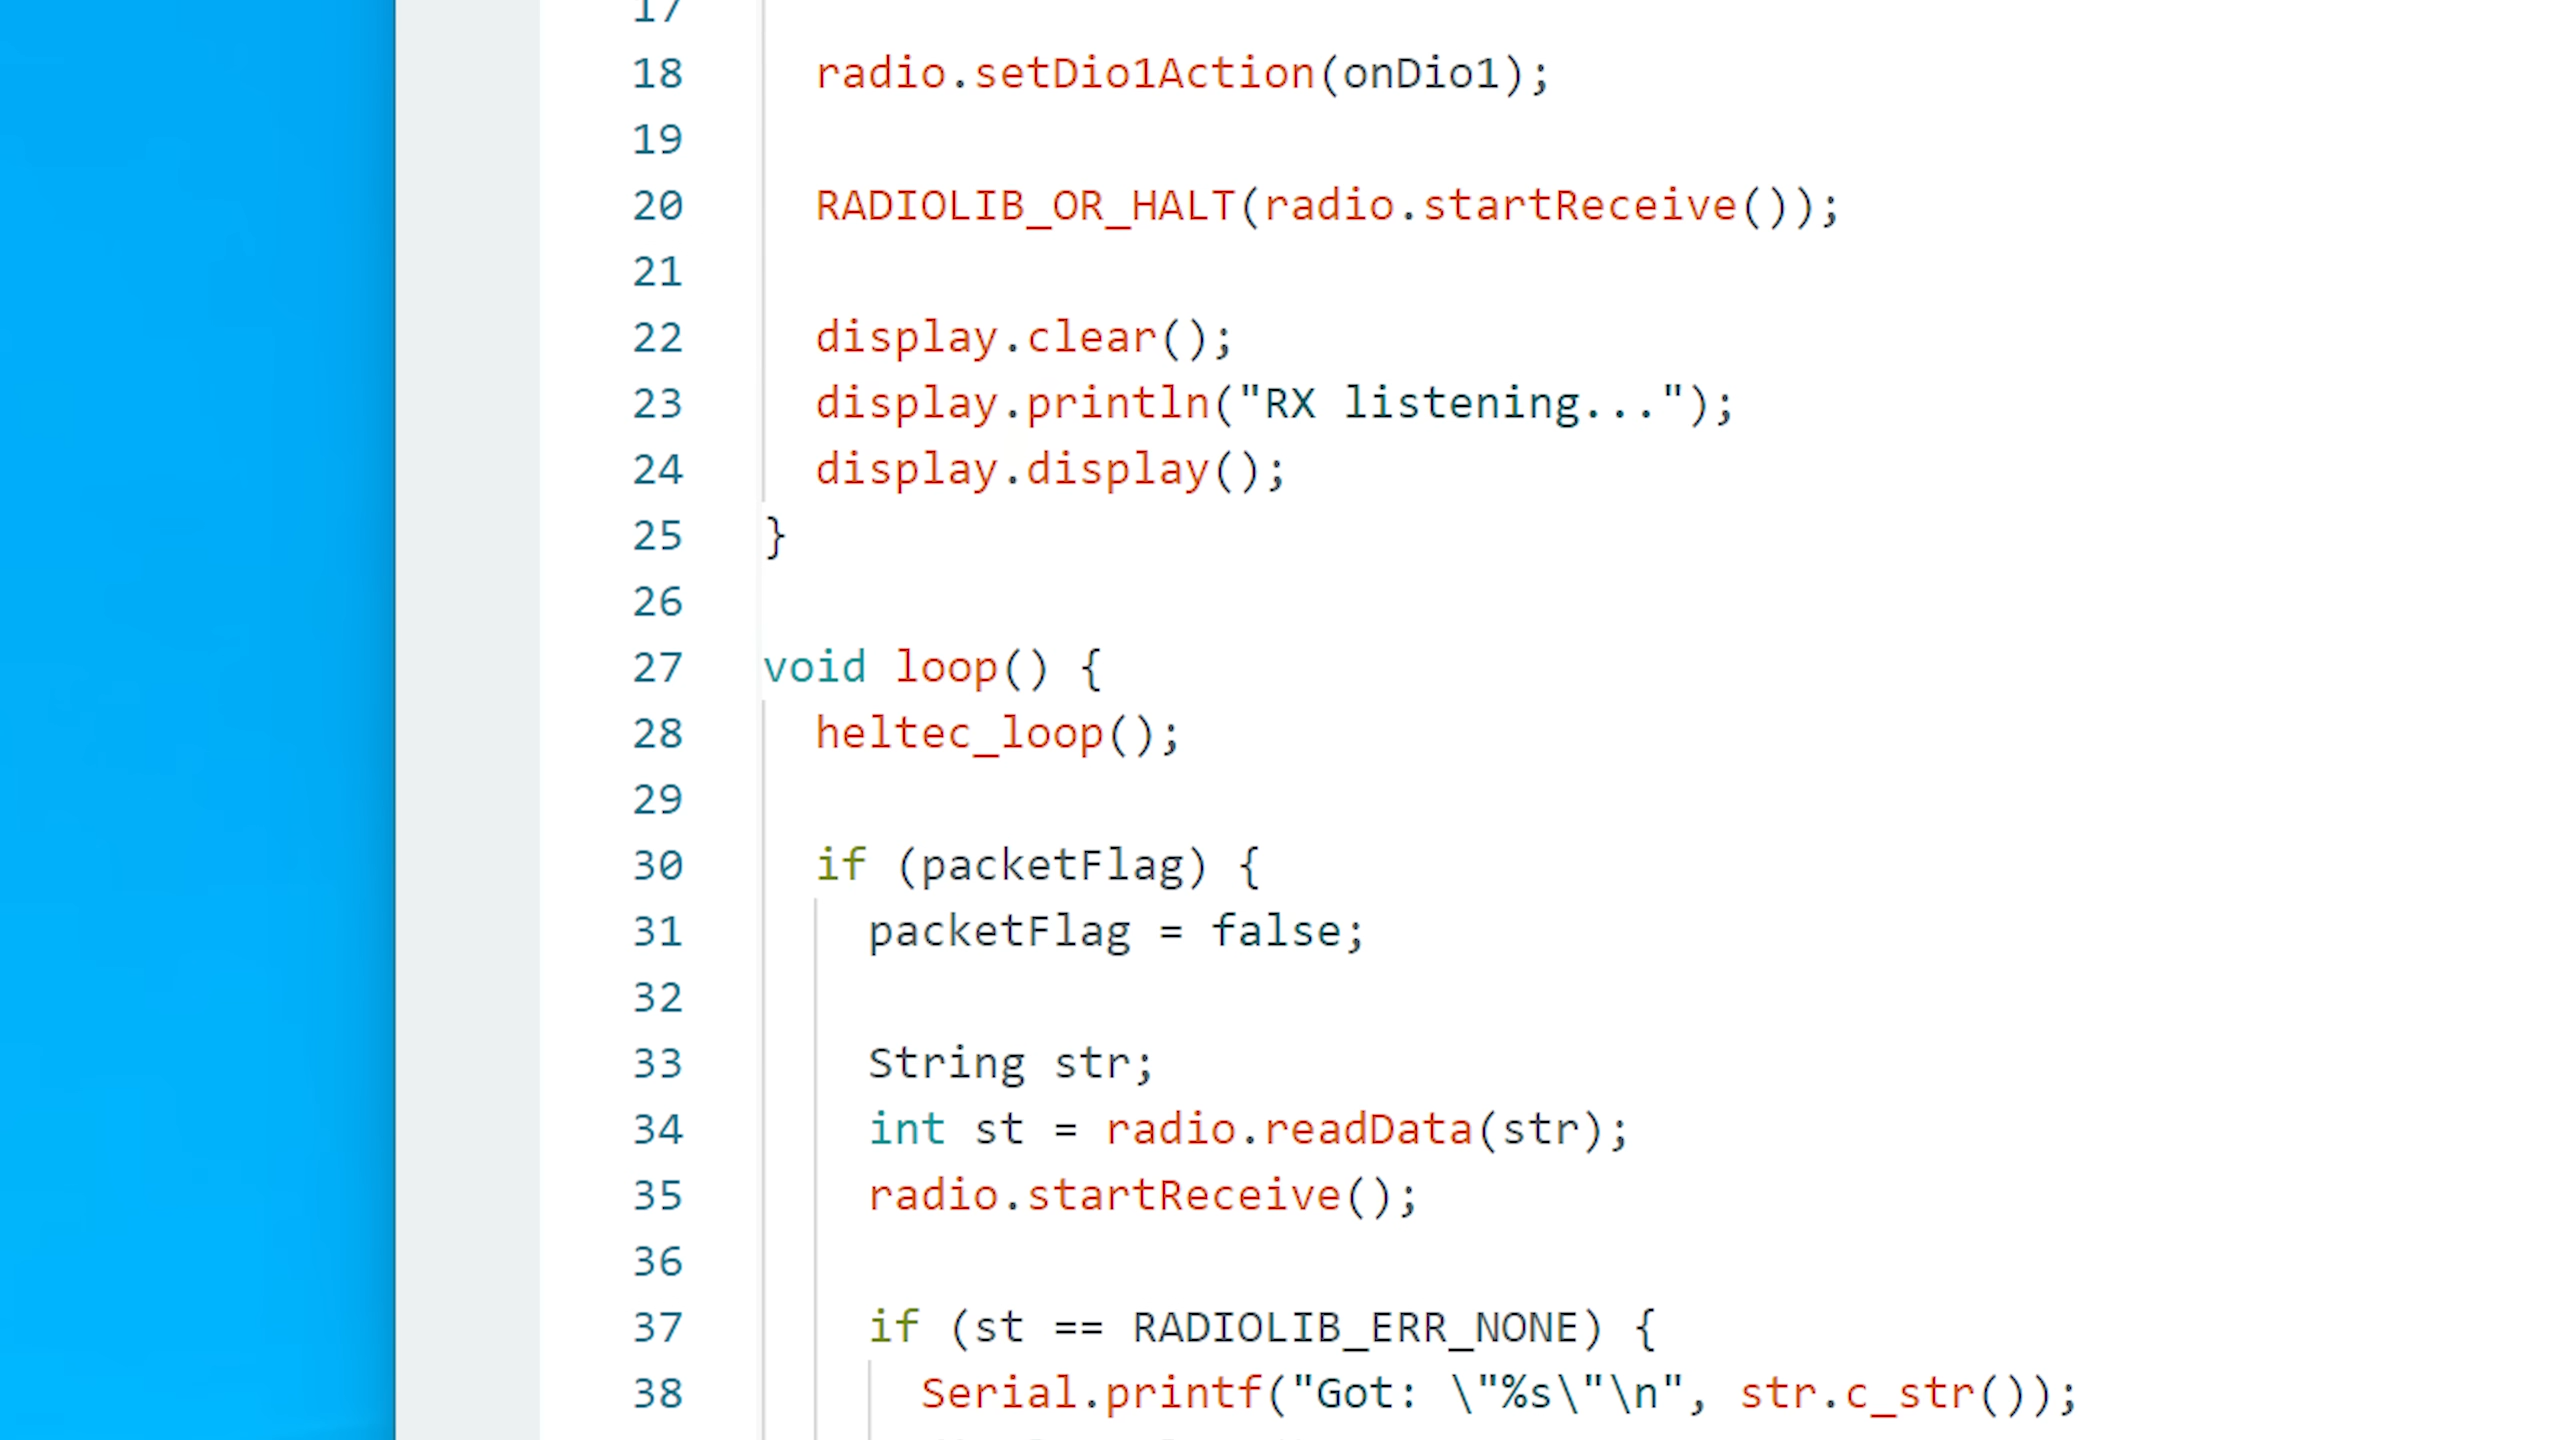 17
18 radio.setDio1Action(onDio1);
19
20 RADIOLIB_OR_HALT(radio.startReceive());
21
22 display.clear();
23 display.println("RX listening...");
24 display.display();
25 }
26
27 void loop() {
28 heltec_loop();
29
30 if (packetFlag) {
31 packetFlag = false;
32
33 String str;
34 int st = radio.readData(str);
35 radio.startReceive();
36
37 if (st == RADIOLIB_ERR_NONE) {
38 Serial.printf("Got: \"%s\"\n", str.c_str());